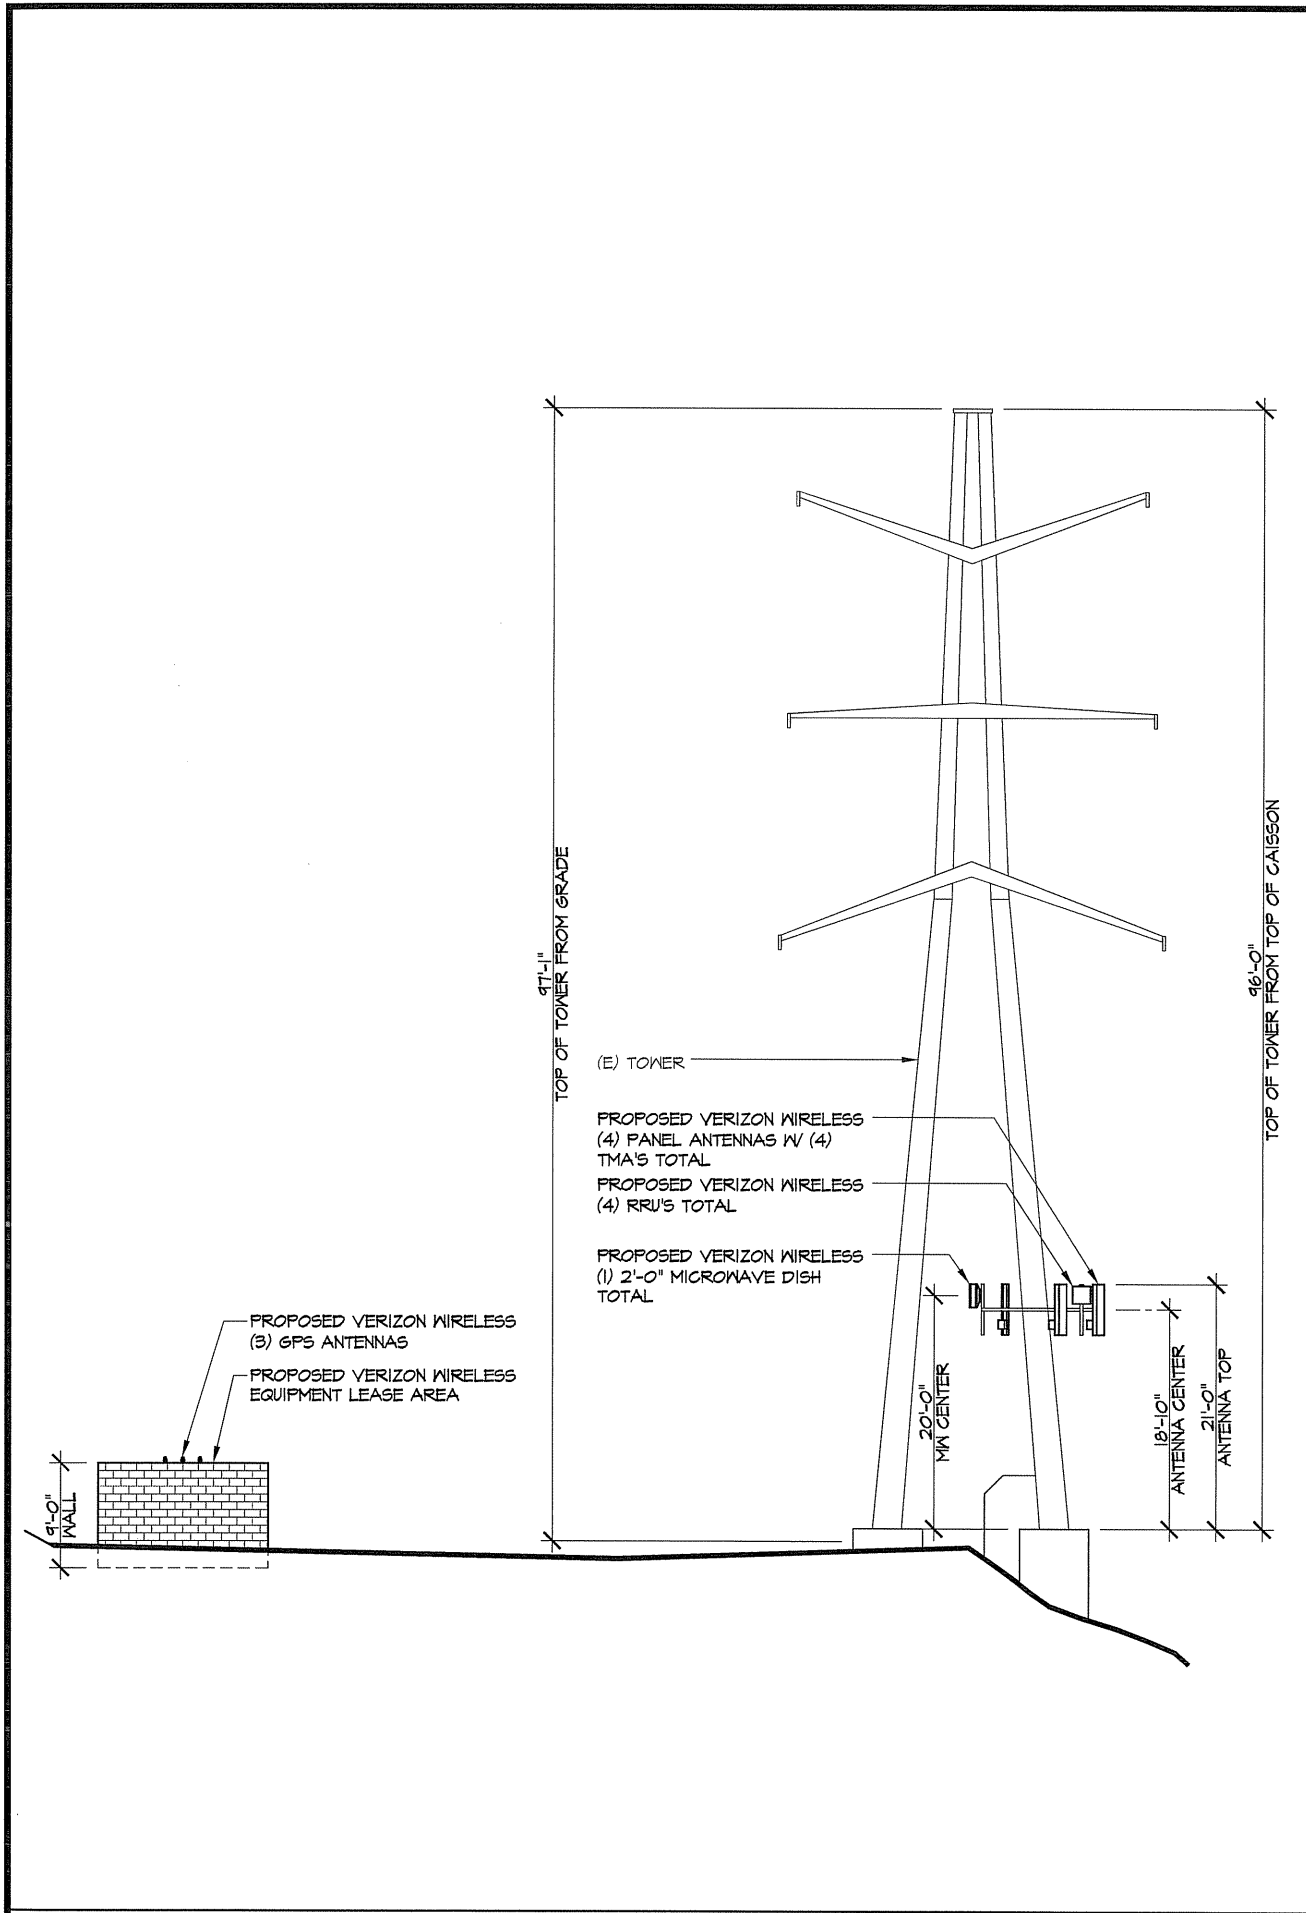 97'-1"
TOP OF TOWER FROM GRADE
96'-0"
TOP OF TOWER FROM TOP OF CAISSON
(E) TOWER
PROPOSED VERIZON WIRELESS
(4) PANEL ANTENNAS W/ (4)
TMA'S TOTAL
PROPOSED VERIZON WIRELESS
(4) RRU'S TOTAL
PROPOSED VERIZON WIRELESS
(1) 2'-0" MICROWAVE DISH
TOTAL
PROPOSED VERIZON WIRELESS
(3) GPS ANTENNAS
PROPOSED VERIZON WIRELESS
EQUIPMENT LEASE AREA
9'-0"
WALL
20'-0"
MW CENTER
18'-10"
ANTENNA CENTER
21'-0"
ANTENNA TOP